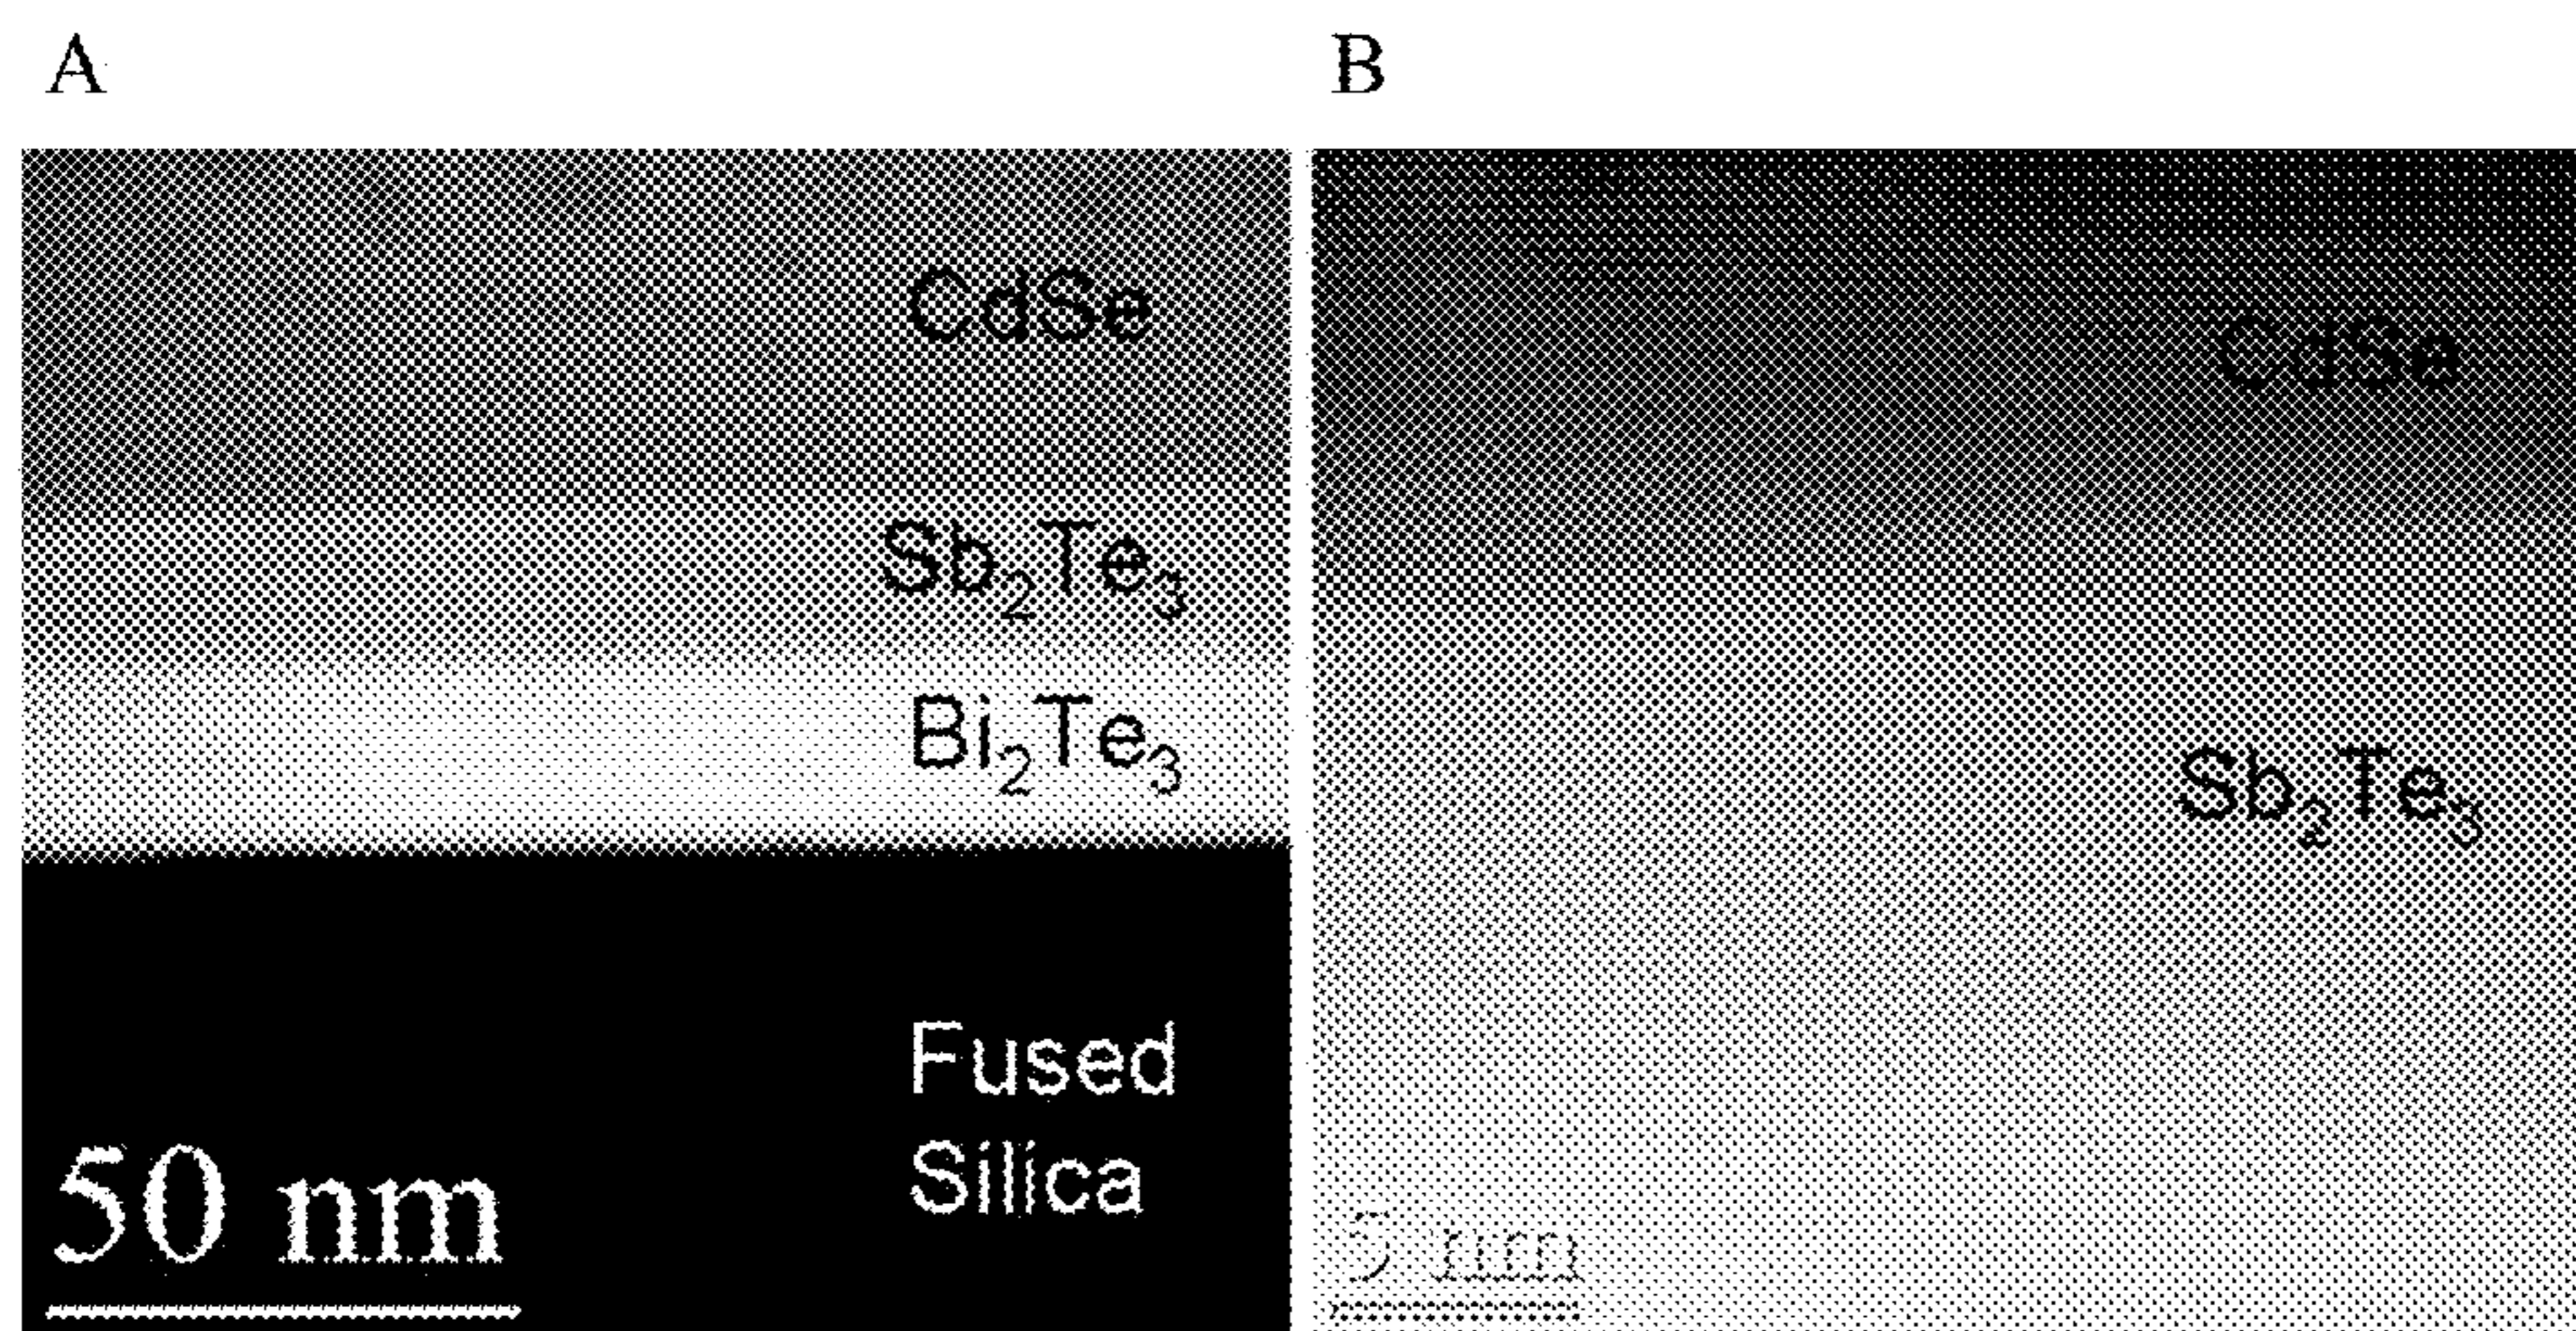 A
B
CdSe
Sb₂Te₃
Bi₂Te₃
Fused
Silica
50 nm
CdSe
Sb₂Te₃
5 nm